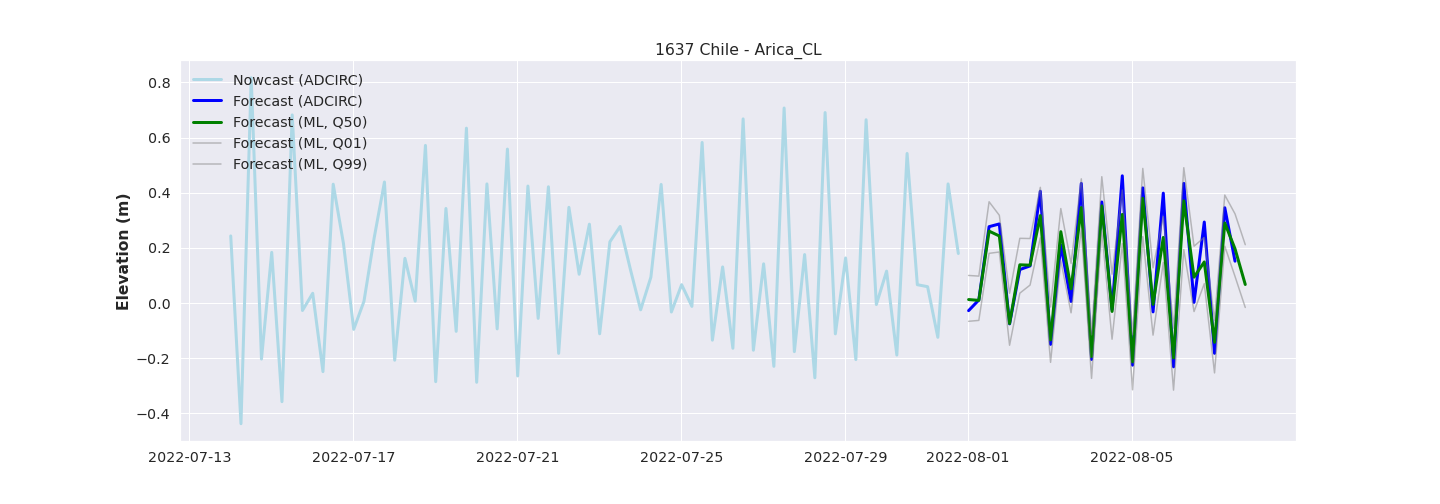 1637 Chile - Arica_CL
Nowcast (ADCIRC)
Forecast (ADCIRC)
Forecast (ML, Q50)
Forecast (ML, Q01)
Forecast (ML, Q99)
Elevation (m)
0.8
0.6
0.4
0.2
0.0
−0.2
−0.4
2022-07-13 2022-07-17 2022-07-21 2022-07-25 2022-07-29 2022-08-01 2022-08-05